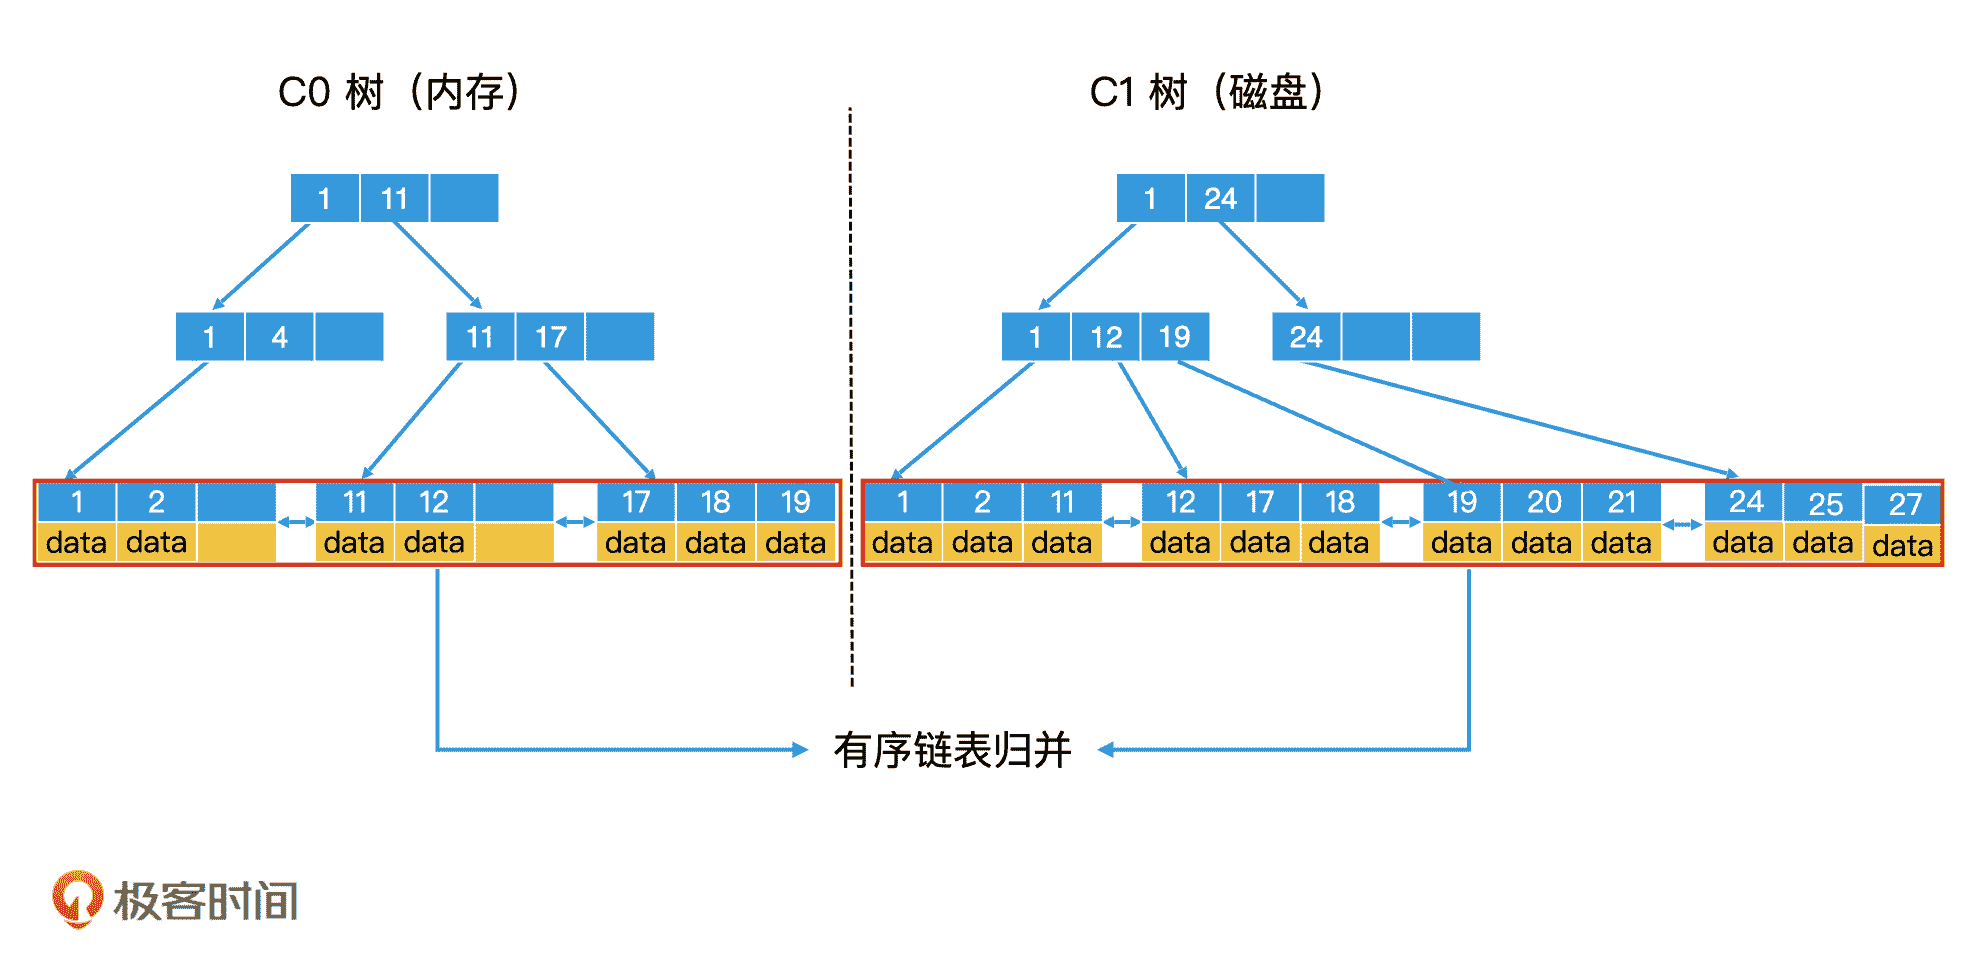 C0 树（内存）
C1 树（磁盘）
1 11
1 24
1 4
11 17
1 12 19
24
1 2
11 12
17 18 19
1 2 11
12 17 18
19 20 21
24 25 27
data data
data data
data data data
data data data
data data data
data data data
data data data
有序链表归并
极客时间